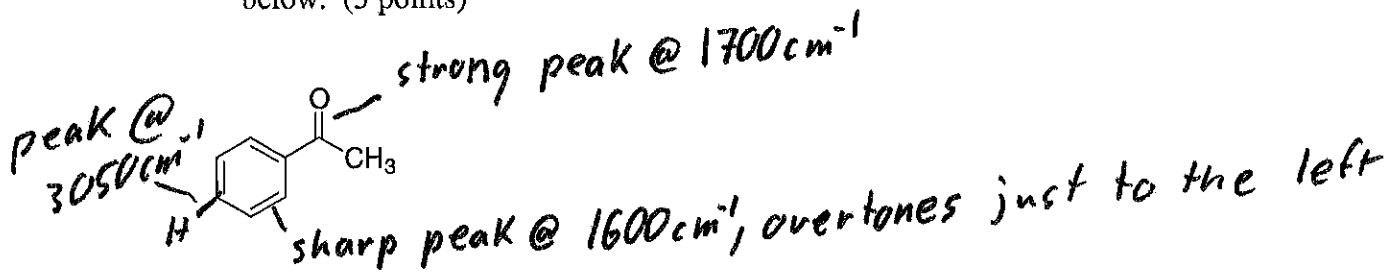 below. (5 points)
strong peak @ 1700cm⁻¹
peak @
3050cm⁻¹
O
CH₃
H
sharp peak @ 1600cm⁻¹, overtones just to the left